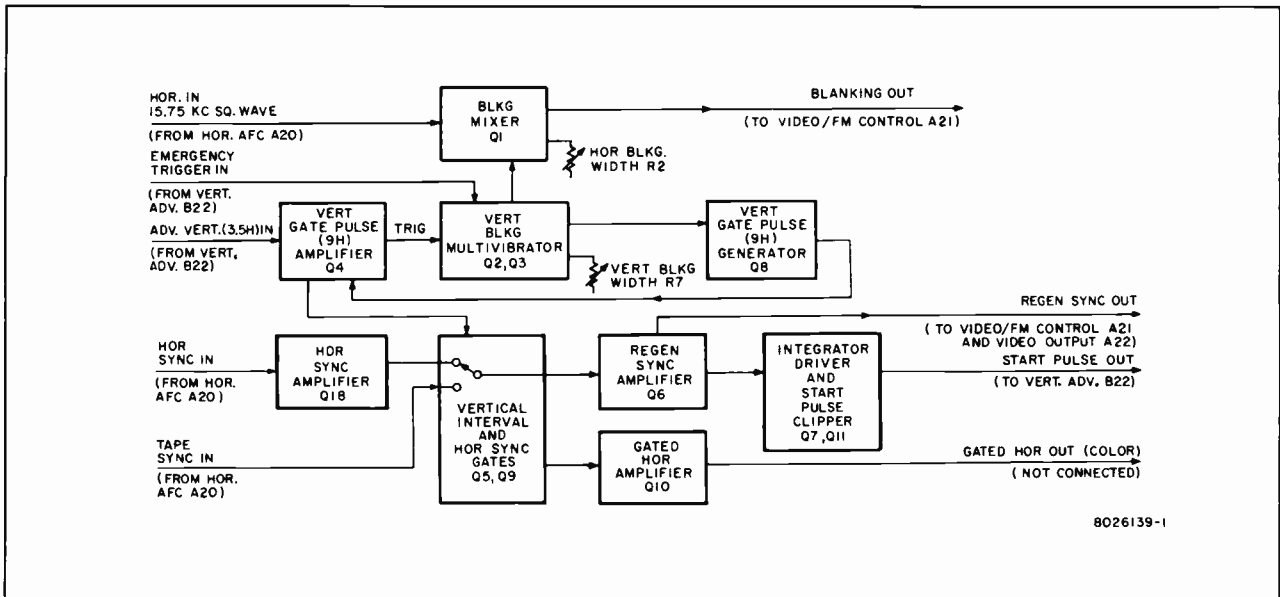 HOR. IN
15.75 KC SQ. WAVE
(FROM HOR. AFC A20)
BLKG
MIXER
Q1
BLANKING OUT
(TO VIDEO/FM CONTROL A21)
HOR BLKG.
WIDTH R2
EMERGENCY
TRIGGER IN
(FROM VERT.
ADV. B22)
ADV. VERT.(3.5H)IN
(FROM VERT.
ADV. B22)
VERT
GATE PULSE
(9H)
AMPLIFIER
Q4
TRIG
VERT
BLKG
MULTIVIBRATOR
Q2,Q3
VERT BLKG
WIDTH R7
VERT
GATE PULSE
(9H)
GENERATOR
Q8
HOR
SYNC IN
(FROM HOR.
AFC A20)
HOR
SYNC
AMPLIFIER
Q18
TAPE
SYNC IN
(FROM HOR.
AFC A20)
VERTICAL
INTERVAL
AND
HOR SYNC
GATES
Q5,Q9
REGEN
SYNC
AMPLIFIER
Q6
GATED
HOR
AMPLIFIER
Q10
INTEGRATOR
DRIVER
AND
START
PULSE
CLIPPER
Q7,Q11
REGEN SYNC OUT
(TO VIDEO/FM CONTROL A21
AND VIDEO OUTPUT A22)
START PULSE OUT
(TO VERT. ADV. B22)
GATED HOR OUT (COLOR)
(NOT CONNECTED)
8026139-1